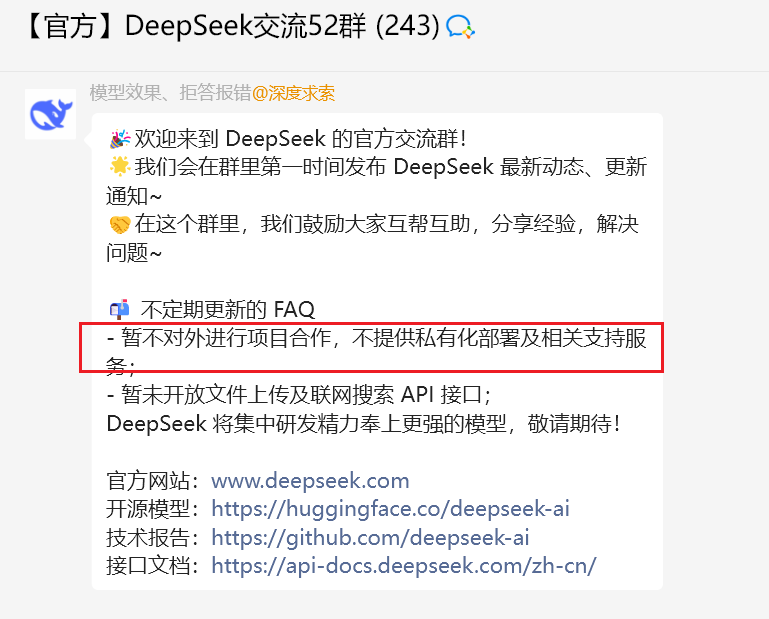 【官方】DeepSeek交流52群 (243)
模型效果、拒答报错@深度求索
🎉欢迎来到 DeepSeek 的官方交流群！
🌟我们会在群里第一时间发布 DeepSeek 最新动态、更新
通知~
🤝在这个群里，我们鼓励大家互帮互助，分享经验，解决
问题~
📬 不定期更新的 FAQ
- 暂不对外进行项目合作，不提供私有化部署及相关支持服
务；
- 暂未开放文件上传及联网搜索 API 接口；
DeepSeek 将集中研发精力奉上更强的模型，敬请期待！
官方网站：www.deepseek.com
开源模型：https://huggingface.co/deepseek-ai
技术报告：https://github.com/deepseek-ai
接口文档：https://api-docs.deepseek.com/zh-cn/